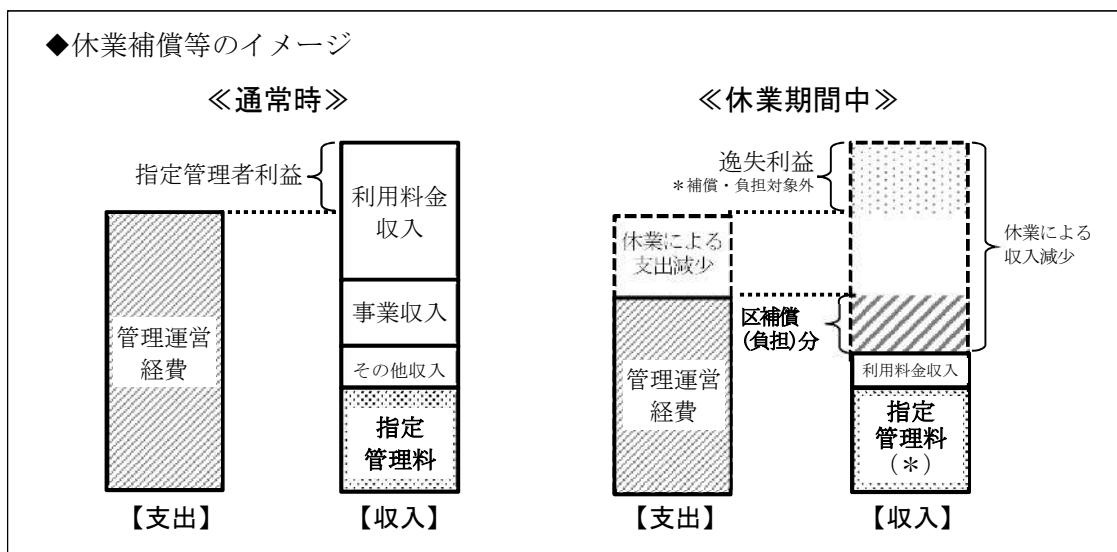 ◆休業補償等のイメージ
≪通常時≫
指定管理者利益
利用料金
収入
事業収入
その他収入
指定
管理料
管理運営
経費
【支出】
【収入】
≪休業期間中≫
逸失利益
＊補償・負担対象外
休業による
支出減少
休業による
収入減少
区補償
(負担)分
管理運営
経費
利用料金収入
指定
管理料
(＊)
【支出】
【収入】